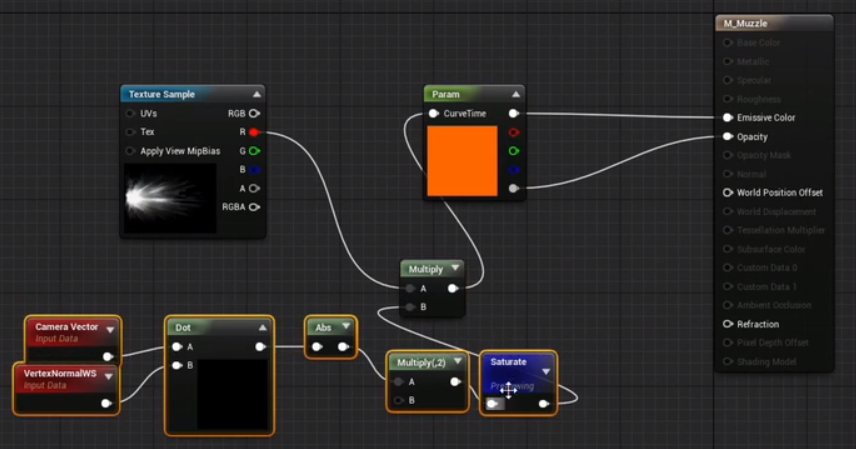 M_Muzzle
Base Color
Metallic
Specular
Roughness
Emissive Color
Opacity
Opacity Mask
Normal
World Position Offset
World Displacement
Tessellation Multiplier
Subsurface Color
Custom Data 0
Custom Data 1
Ambient Occlusion
Refraction
Pixel Depth Offset
Shading Model
Texture Sample
UVs RGB
Tex R
Apply View MipBias G
B
A
RGBA
Param
CurveTime
Multiply
A
B
Camera Vector
Input Data
VertexNormalWS
Input Data
Dot
A
B
Abs
Multiply(,2)
A
B
Saturate
Previewing